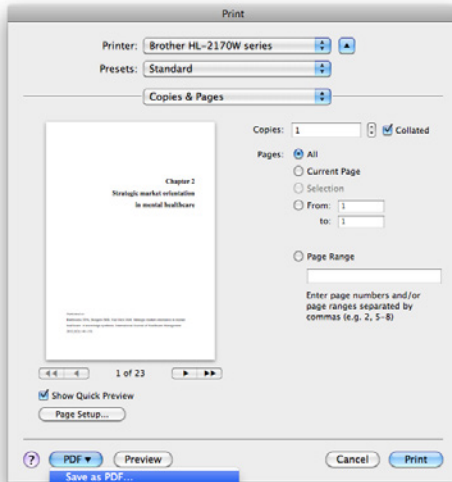 Print
Printer: Brother HL-2170W series
Presets: Standard
Copies & Pages
Copies: 1 Collated
Pages: All
Current Page
Selection
From: 1
to: 1
Page Range
Enter page numbers and/or
page ranges separated by
commas (e.g. 2, 5-8)
Chapter 2
Strategic market orientation
in mental healthcare
1 of 23
Show Quick Preview
Page Setup...
? PDF Preview Cancel Print
Save as PDF...